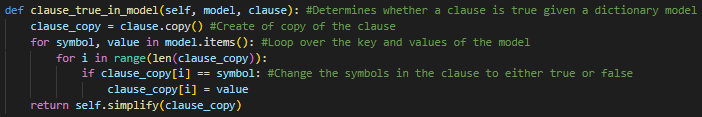 def clause_true_in_model(self, model, clause): #Determines whether a clause is true given a dictionary model
    clause_copy = clause.copy() #Create of copy of the clause
    for symbol, value in model.items(): #Loop over the key and values of the model
        for i in range(len(clause_copy)):
            if clause_copy[i] == symbol: #Change the symbols in the clause to either true or false
                clause_copy[i] = value
    return self.simplify(clause_copy)